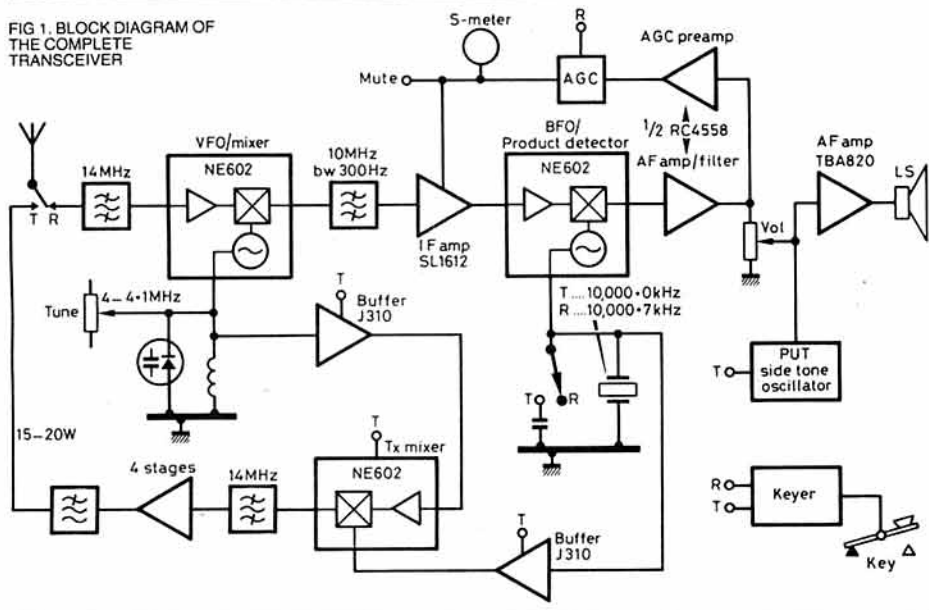 FIG 1. BLOCK DIAGRAM OF
THE COMPLETE
TRANSCEIVER
S-meter
R
AGC preamp
Mute
AGC
VFO/mixer
BFO/
Product detector
1/2 RC4558
AF amp
TBA820
14MHz
NE602
10MHz
bw 300Hz
NE602
AF amp/filter
LS
T R
IF amp
SL1612
Vol
Tune
4–4·1MHz
T
Buffer
J310
T ....10,000·0kHz
R ....10,000·7kHz
T
PUT
side tone
oscillator
T
R
15–20W
T
Tx mixer
4 stages
14MHz
NE602
R
T
Keyer
T
Buffer
J310
Key